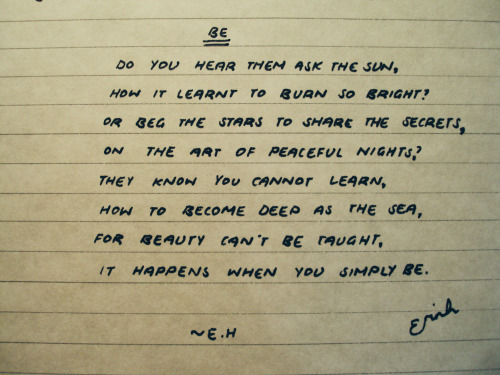 BE
DO YOU HEAR THEM ASK THE SUN,
HOW IT LEARNT TO BURN SO BRIGHT?
OR BEG THE STARS TO SHARE THE SECRETS,
ON THE ART OF PEACEFUL NIGHTS?
THEY KNOW YOU CANNOT LEARN,
HOW TO BECOME DEEP AS THE SEA,
FOR BEAUTY CAN'T BE TAUGHT,
IT HAPPENS WHEN YOU SIMPLY BE.
~E.H